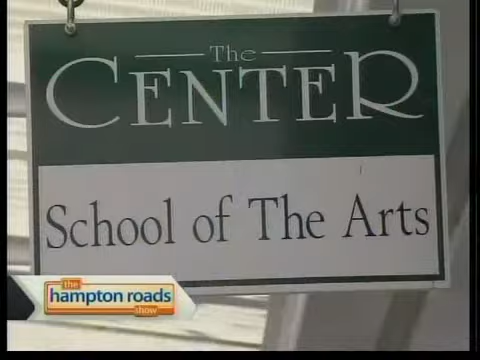 The
CENTER
School of The Arts
the
hampton roads
show